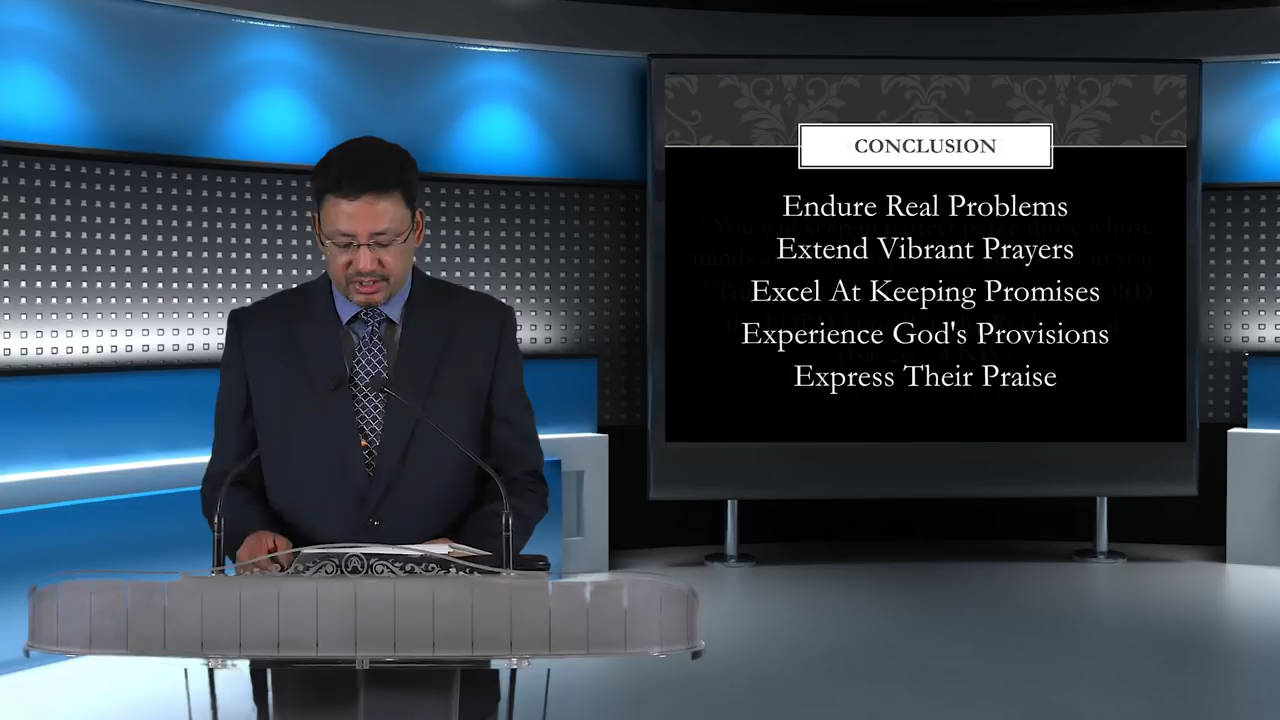 CONCLUSION
Endure Real Problems
Extend Vibrant Prayers
Excel At Keeping Promises
Experience God's Provisions
Express Their Praise